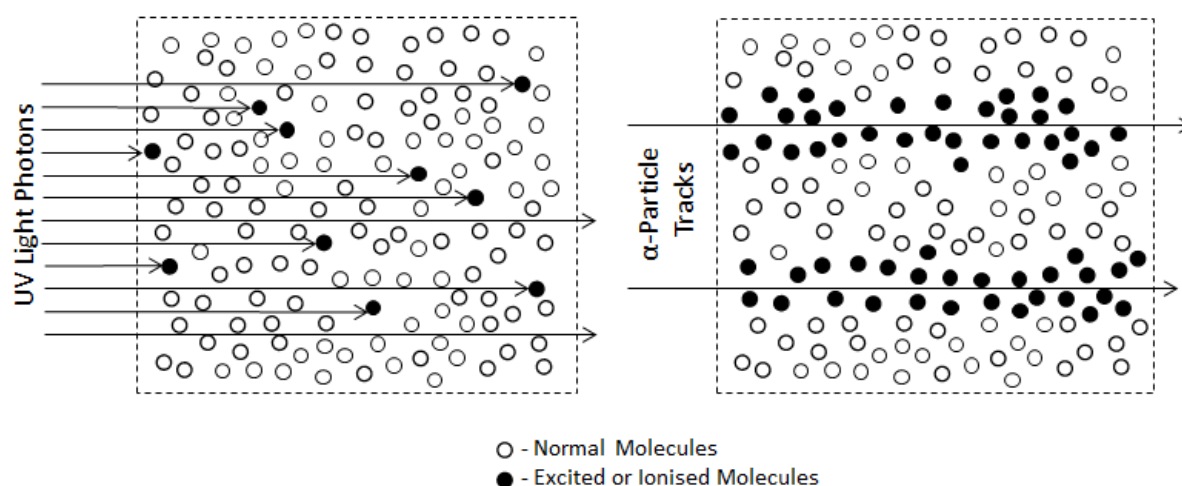 UV Light Photons
α-Particle
Tracks
- Normal Molecules
- Excited or Ionised Molecules